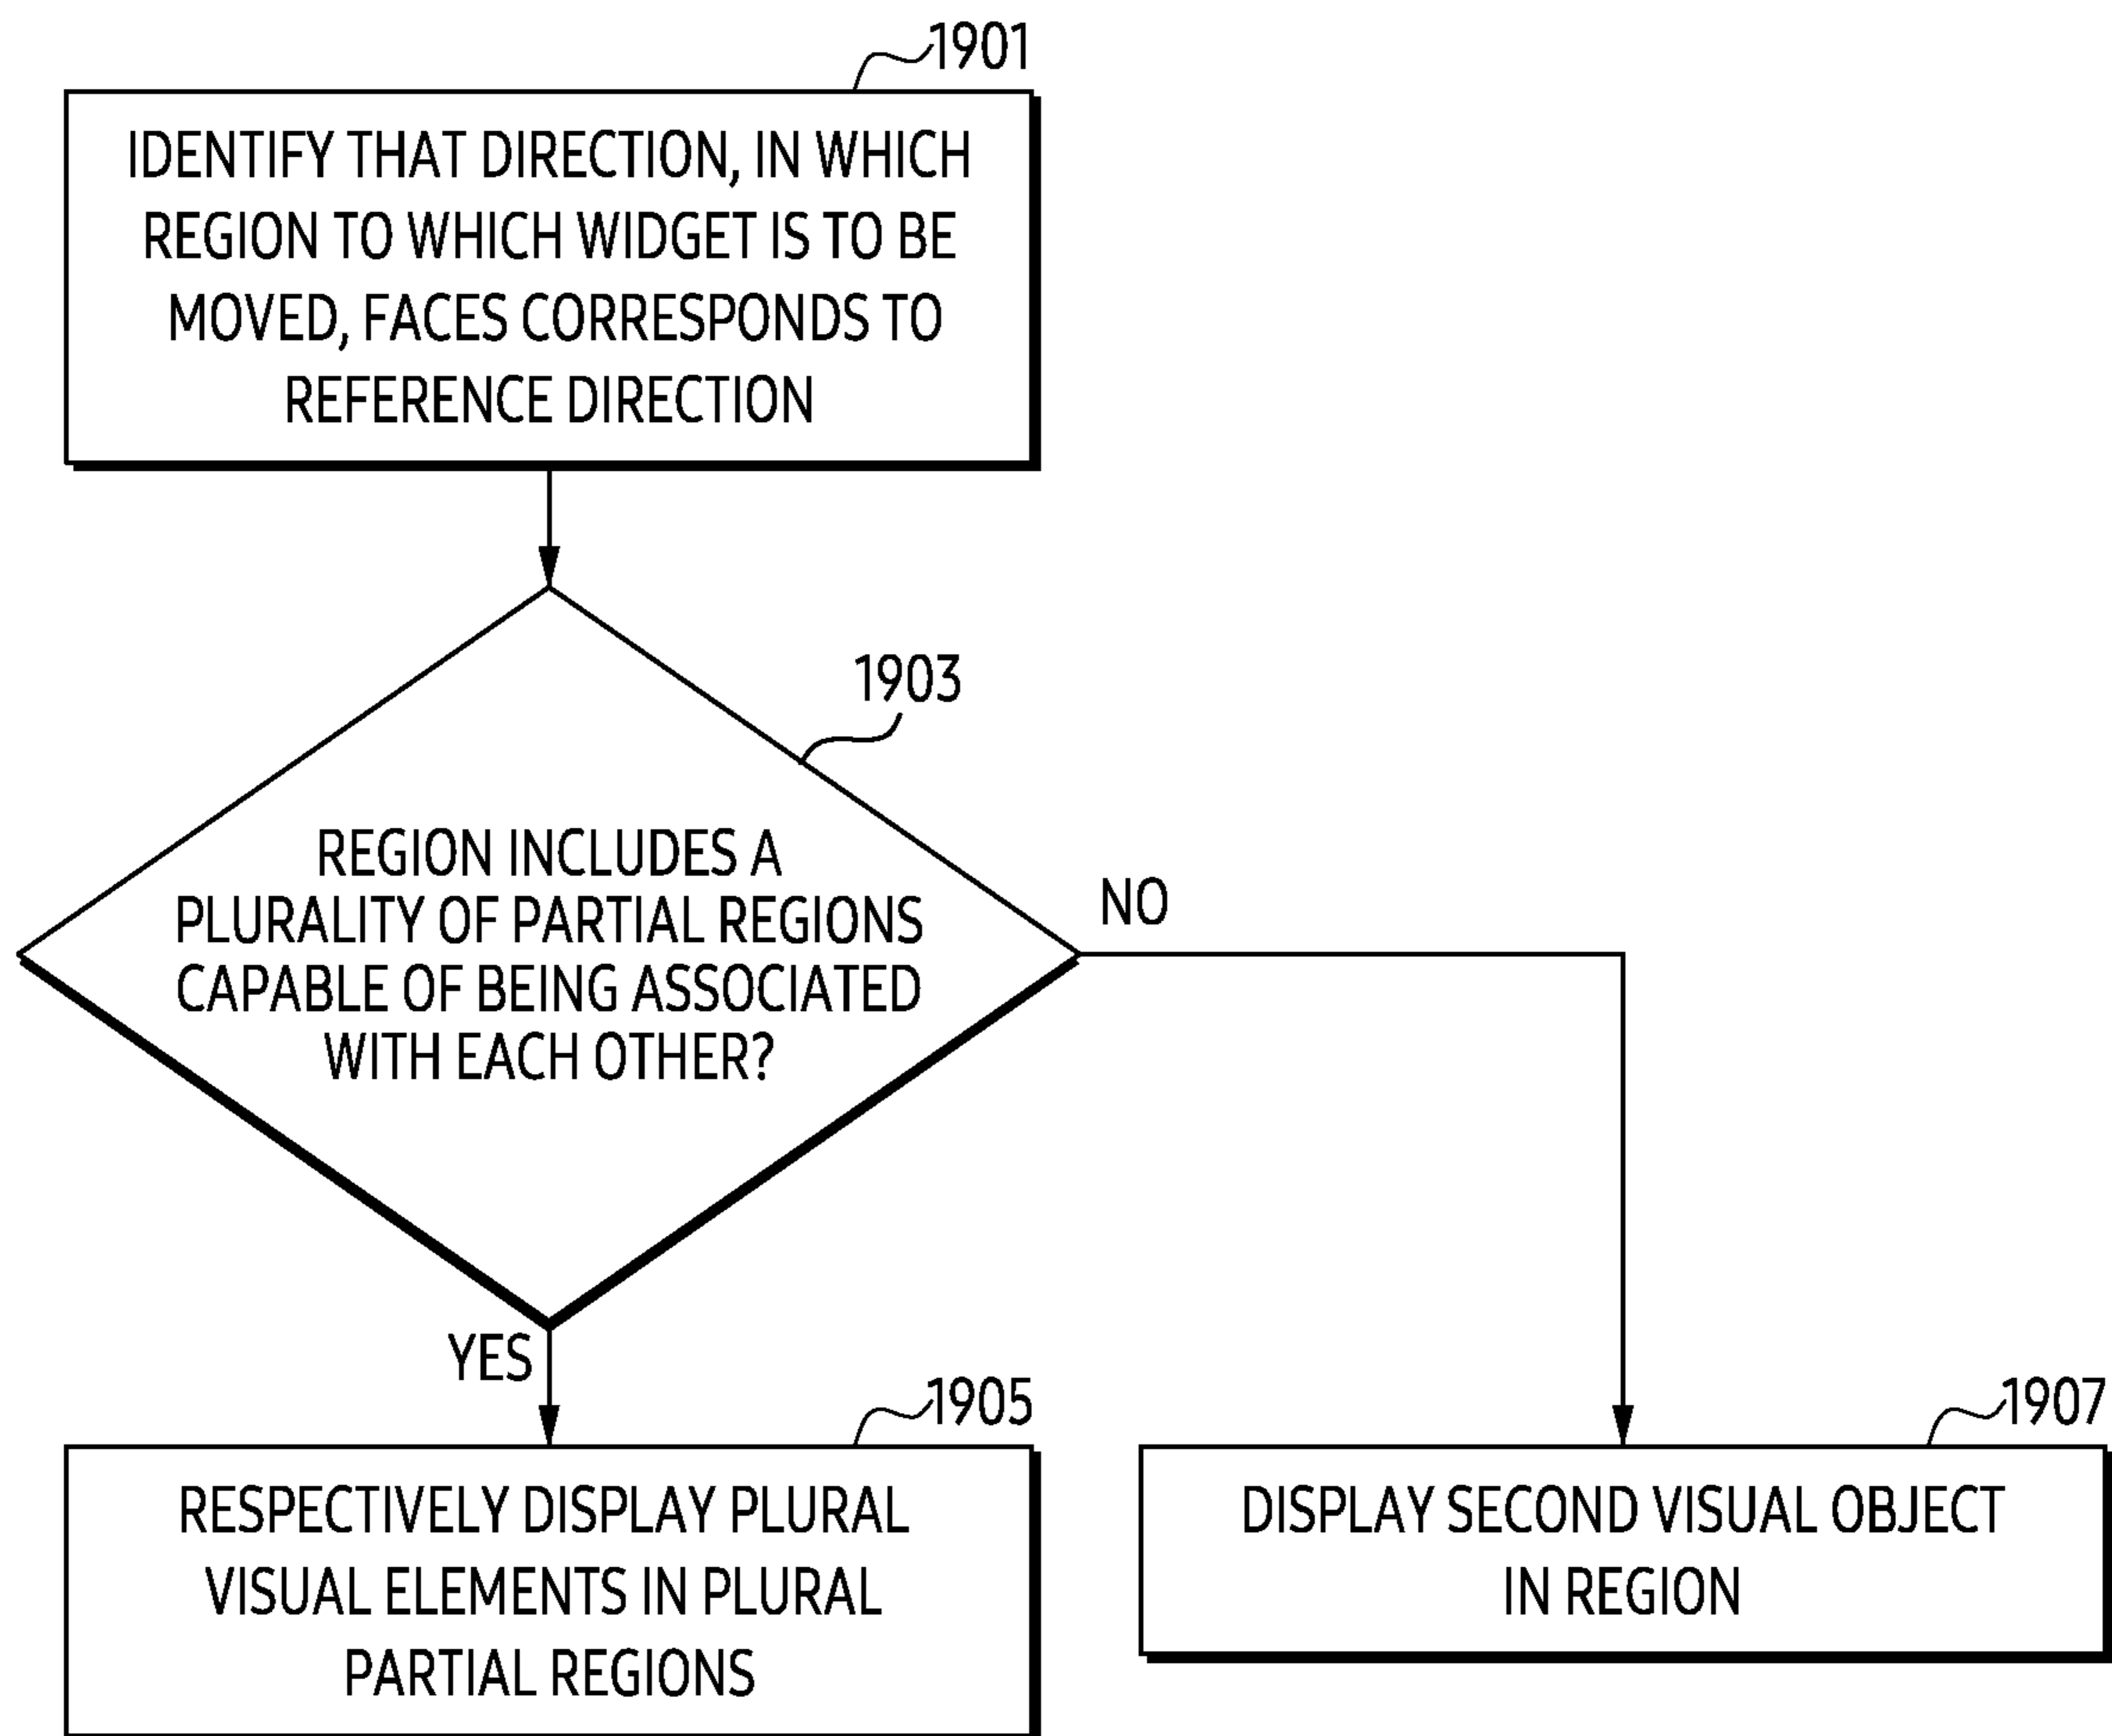 1901
IDENTIFY THAT DIRECTION, IN WHICH
REGION TO WHICH WIDGET IS TO BE
MOVED, FACES CORRESPONDS TO
REFERENCE DIRECTION
1903
REGION INCLUDES A
PLURALITY OF PARTIAL REGIONS
CAPABLE OF BEING ASSOCIATED
WITH EACH OTHER?
NO
YES
1905
RESPECTIVELY DISPLAY PLURAL
VISUAL ELEMENTS IN PLURAL
PARTIAL REGIONS
1907
DISPLAY SECOND VISUAL OBJECT
IN REGION